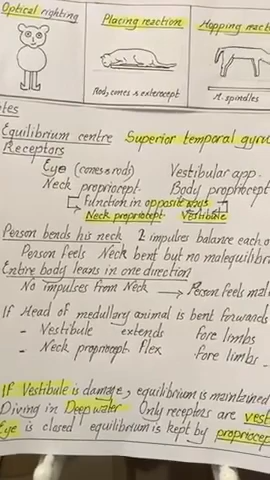 Optical righting
Placing reaction
Hopping react
Rod, cones & exterocept
M. spindles
tes
Equilibrium centre Superior temporal gyru
Receptors
Eye (cones & rods) Vestibular app.
Neck propriocept. Body propriocept
Function in opposite ways
Neck propriocept. Vestibule
Person bends his neck 2 impulses balance each o
Person feels Neck bent but no malequilibr
Entire body leans in one direction
No impulses from Neck → Person feels mal
If Head of medullary animal is bent forwards
- Vestibule extends fore limbs
- Neck propriocept Flex fore limbs
If Vestibule is damage, equilibrium is maintained
Diving in Deep water Only receptors are vest
Eye is closed equilibrium is kept by propriocep